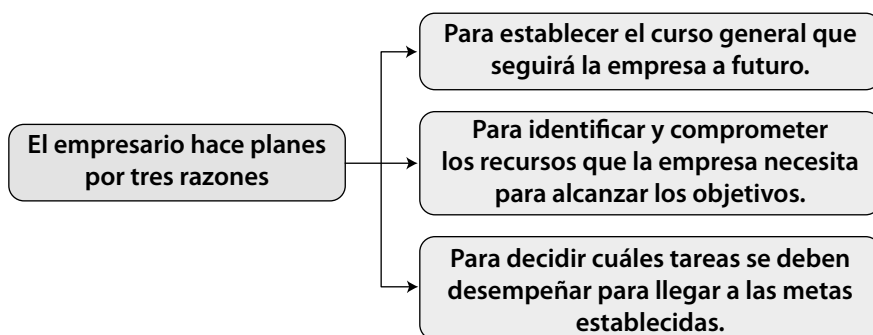 El empresario hace planes
por tres razones
Para establecer el curso general que
seguirá la empresa a futuro.
Para identificar y comprometer
los recursos que la empresa necesita
para alcanzar los objetivos.
Para decidir cuáles tareas se deben
desempeñar para llegar a las metas
establecidas.